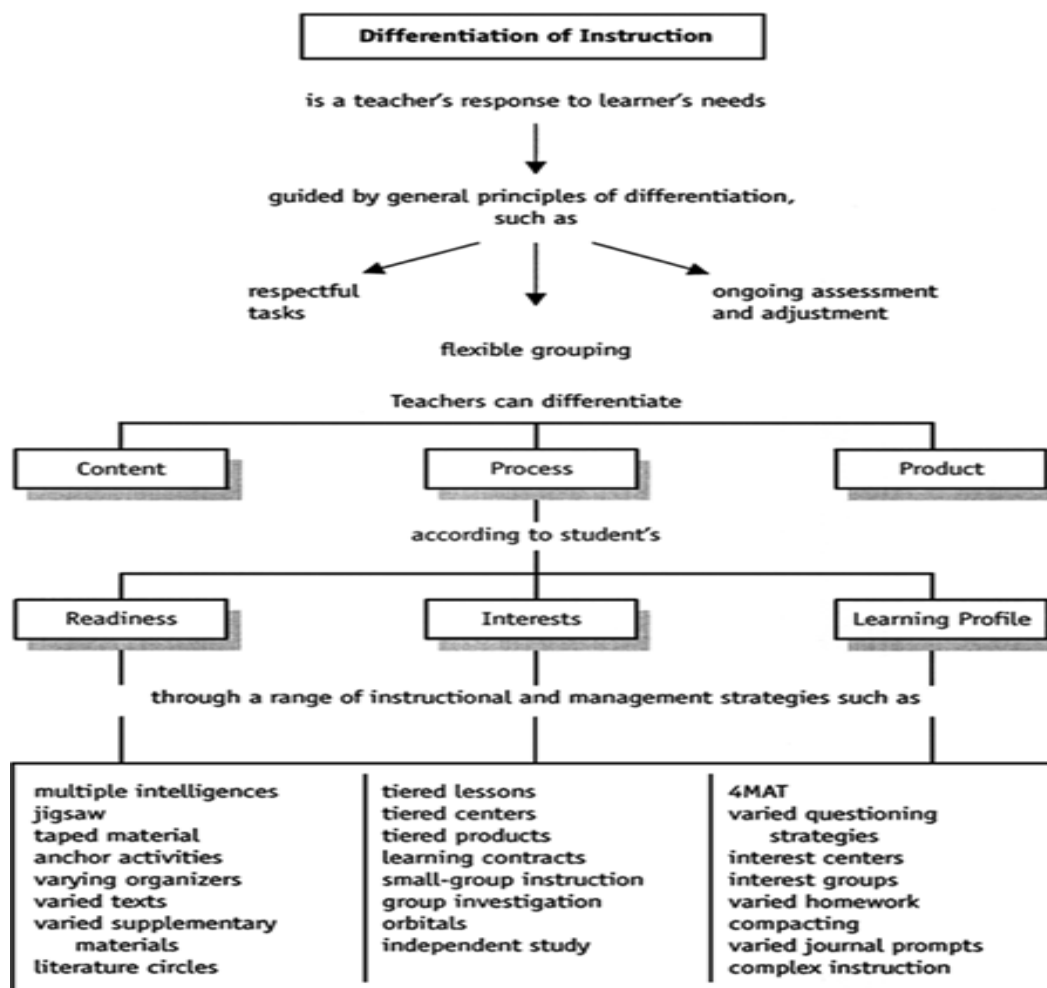 Differentiation of Instruction
is a teacher's response to learner's needs
guided by general principles of differentiation,
such as
respectful
tasks
ongoing assessment
and adjustment
flexible grouping
Teachers can differentiate
Content
Process
Product
according to student's
Readiness
Interests
Learning Profile
through a range of instructional and management strategies such as
multiple intelligences
jigsaw
taped material
anchor activities
varying organizers
varied texts
varied supplementary
materials
literature circles
tiered lessons
tiered centers
tiered products
learning contracts
small-group instruction
group investigation
orbitals
independent study
4MAT
varied questioning
strategies
interest centers
interest groups
varied homework
compacting
varied journal prompts
complex instruction